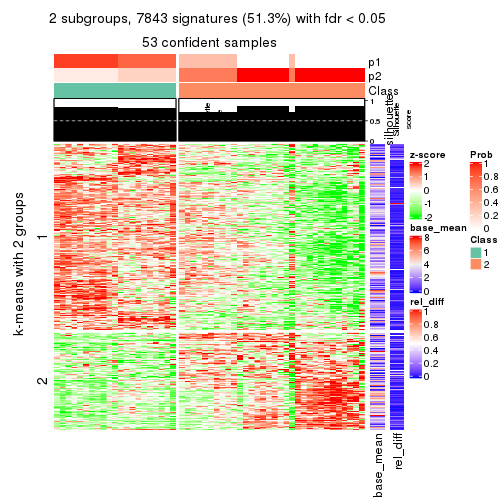 2 subgroups, 7843 signatures (51.3%) with fdr < 0.05
53 confident samples
p1
p2
Class
1
0.5
0
silhouette
Silhouette
score
k-means with 2 groups
1
2
base_mean
rel_diff
z-score
2
1
0
-1
-2
base_mean
8
6
4
2
0
rel_diff
1
0.8
0.6
0.4
0.2
0
Prob
1
0.8
0.6
0.4
0.2
0
Class
1
2